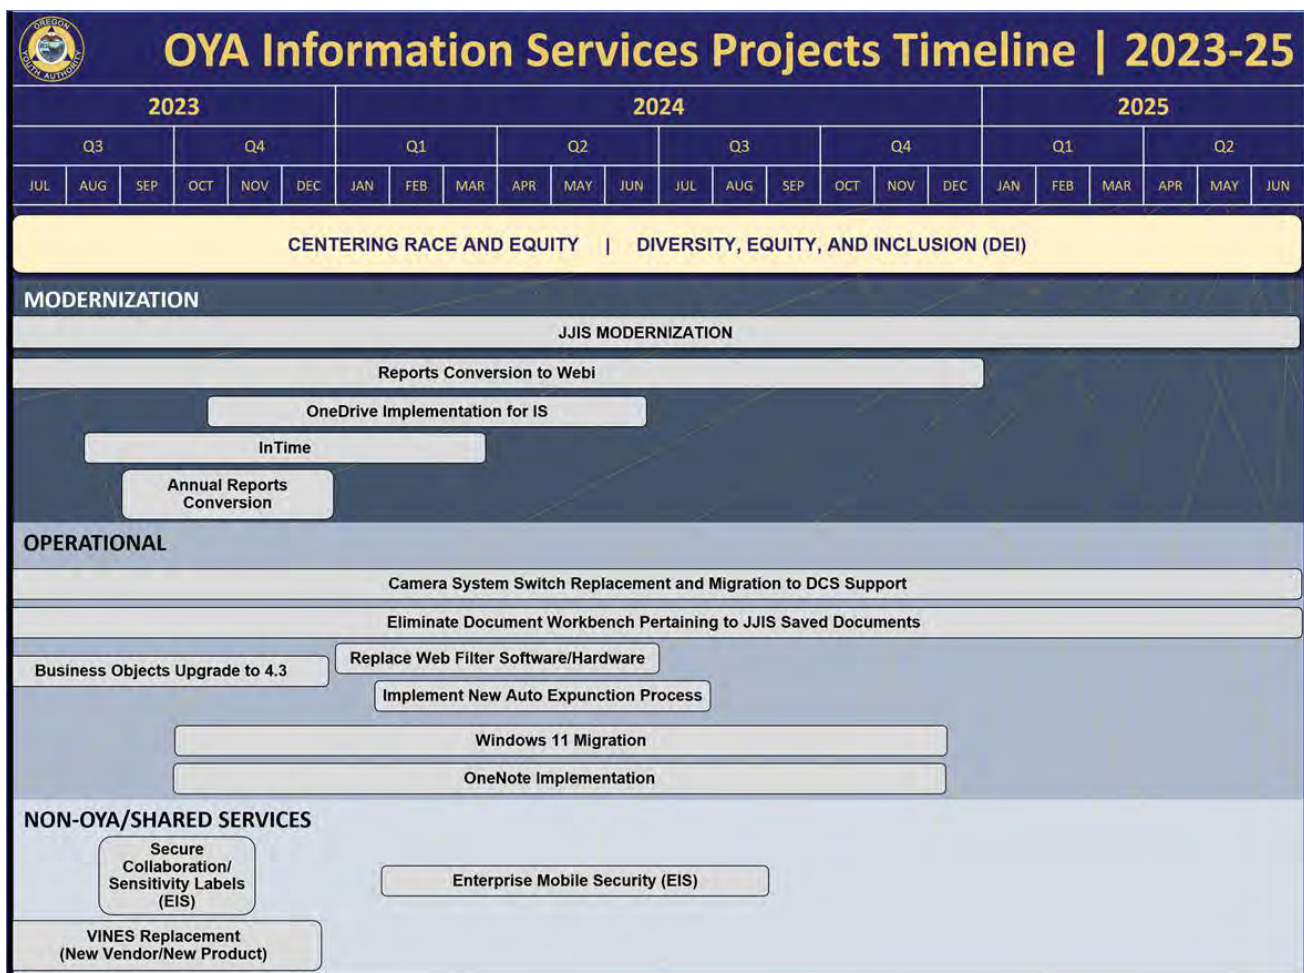 OREGON
YOUTH AUTHORITY
OYA Information Services Projects Timeline | 2023-25
2023 2024 2025
Q3 Q4 Q1 Q2 Q3 Q4 Q1 Q2
JUL AUG SEP OCT NOV DEC JAN FEB MAR APR MAY JUN JUL AUG SEP OCT NOV DEC JAN FEB MAR APR MAY JUN
CENTERING RACE AND EQUITY | DIVERSITY, EQUITY, AND INCLUSION (DEI)
MODERNIZATION
JJIS MODERNIZATION
Reports Conversion to Webi
OneDrive Implementation for IS
InTime
Annual Reports
Conversion
OPERATIONAL
Camera System Switch Replacement and Migration to DCS Support
Eliminate Document Workbench Pertaining to JJIS Saved Documents
Business Objects Upgrade to 4.3
Replace Web Filter Software/Hardware
Implement New Auto Expunction Process
Windows 11 Migration
OneNote Implementation
NON-OYA/SHARED SERVICES
Secure
Collaboration/
Sensitivity Labels
(EIS)
Enterprise Mobile Security (EIS)
VINES Replacement
(New Vendor/New Product)